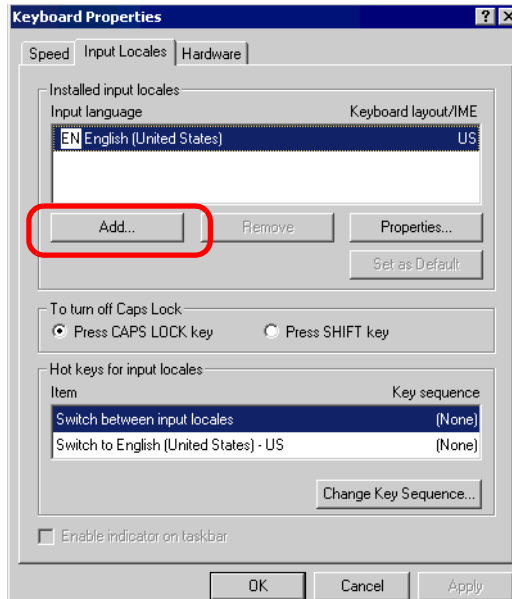 Keyboard Properties
Speed Input Locales Hardware
Installed input locales
Input language Keyboard layout/IME
EN English (United States) US
Add... Remove Properties...
Set as Default
To turn off Caps Lock
Press CAPS LOCK key Press SHIFT key
Hot keys for input locales
Item Key sequence
Switch between input locales (None)
Switch to English (United States) - US (None)
Change Key Sequence...
Enable indicator on taskbar
OK Cancel Apply